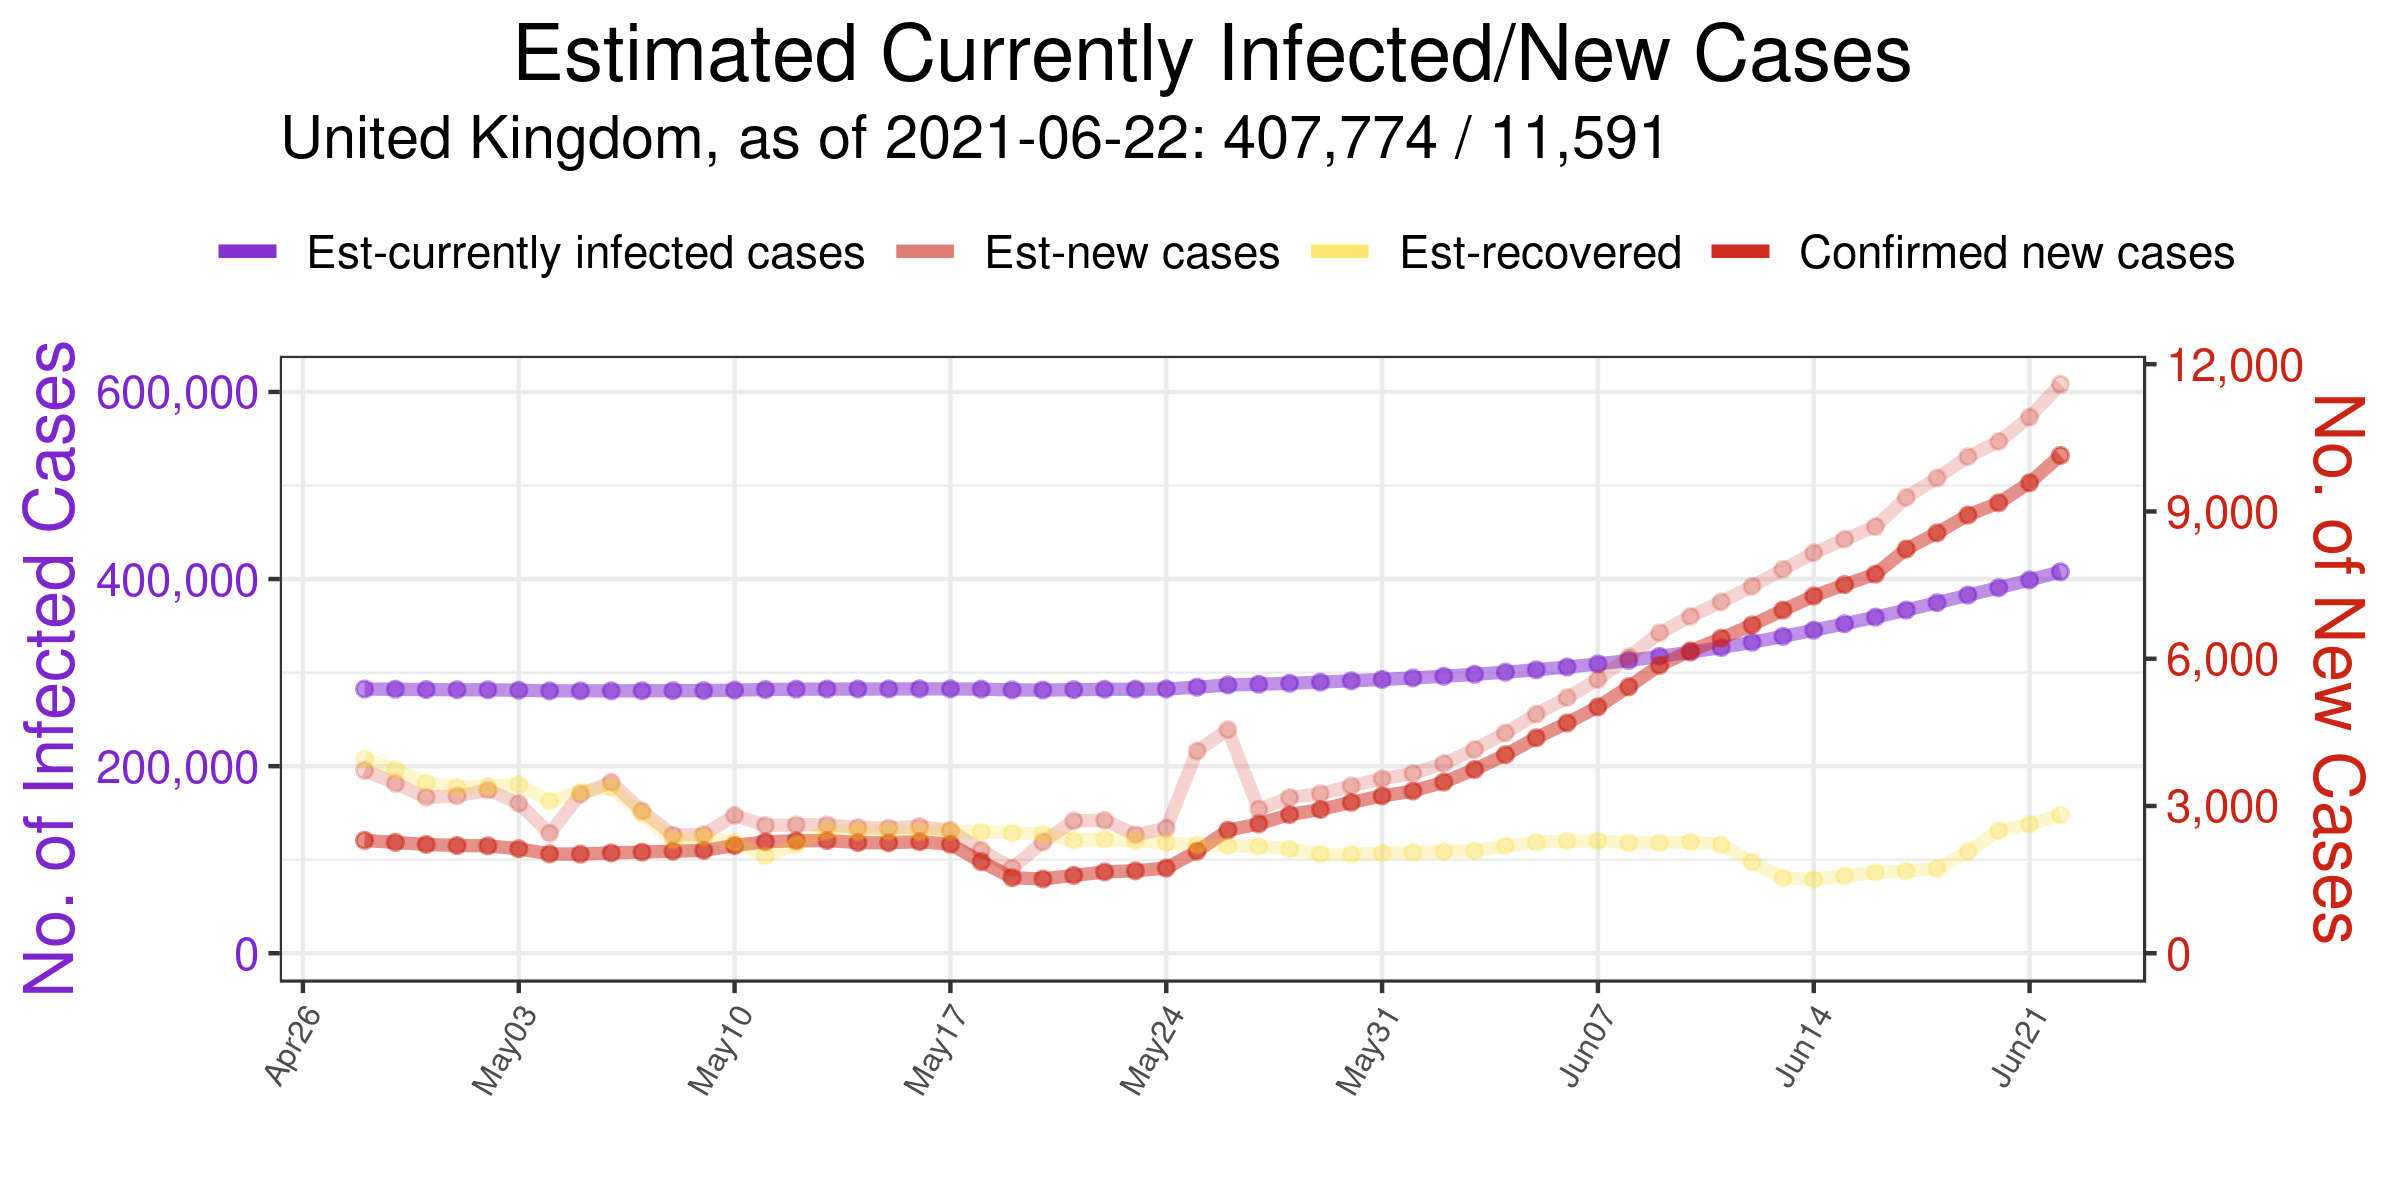 Estimated Currently Infected/New Cases
United Kingdom, as of 2021-06-22: 407,774 / 11,591
Est-currently infected cases Est-new cases Est-recovered Confirmed new cases
No. of Infected Cases
600,000
400,000
200,000
0
12,000
9,000
6,000
3,000
0
No. of New Cases
Apr26 May03 May10 May17 May24 May31 Jun07 Jun14 Jun21